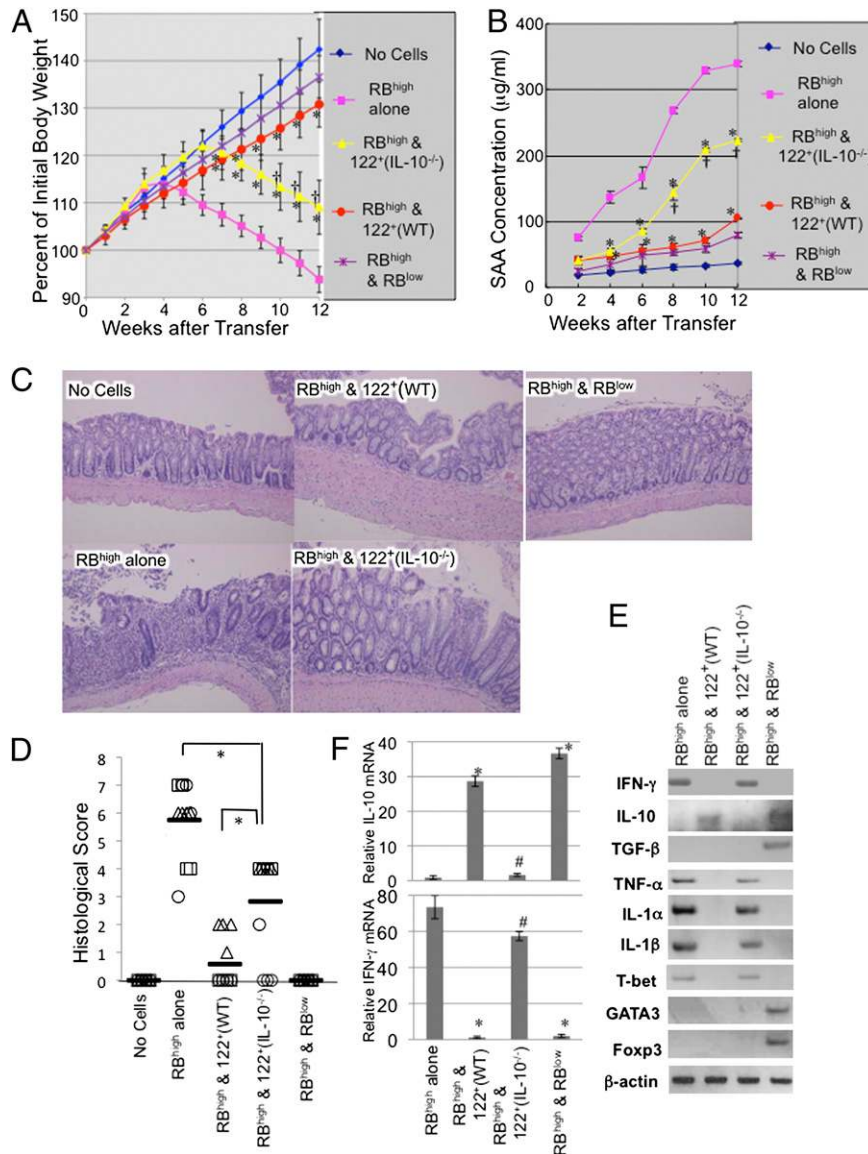 A
150
140
130
120
110
100
90
Percent of Initial Body Weight
0 2 4 6 8 10 12
Weeks after Transfer
* * * * * *
* * * * * *
† † †
No Cells
RBhigh
alone
RBhigh &
122+(IL-10-/-)
RBhigh &
122+(WT)
RBhigh
& RBlow
B
400
300
200
100
0
SAA Concentration (µg/ml)
0 2 4 6 8 10 12
Weeks after Transfer
* * * * *
† † †
* * * * *
No Cells
RBhigh
alone
RBhigh &
122+(IL-10-/-)
RBhigh
& 122+(WT)
RBhigh
& RBlow
C
No Cells
RBhigh & 122+(WT)
RBhigh & RBlow
RBhigh alone
RBhigh & 122+(IL-10-/-)
D
8
7
6
5
4
3
2
1
0
Histological Score
*
*
No Cells
RBhigh alone
RBhigh & 122+(WT)
RBhigh & 122+(IL-10-/-)
RBhigh & RBlow
F
40
30
20
10
0
Relative IL-10 mRNA
* # *
80
60
40
20
0
Relative IFN-γ mRNA
* # *
RBhigh alone
RBhigh &
122+(WT)
RBhigh &
122+(IL-10-/-)
RBhigh & RBlow
E
RBhigh alone
RBhigh & 122+(WT)
RBhigh & 122+(IL-10-/-)
RBhigh & RBlow
IFN-γ
IL-10
TGF-β
TNF-α
IL-1α
IL-1β
T-bet
GATA3
Foxp3
β-actin